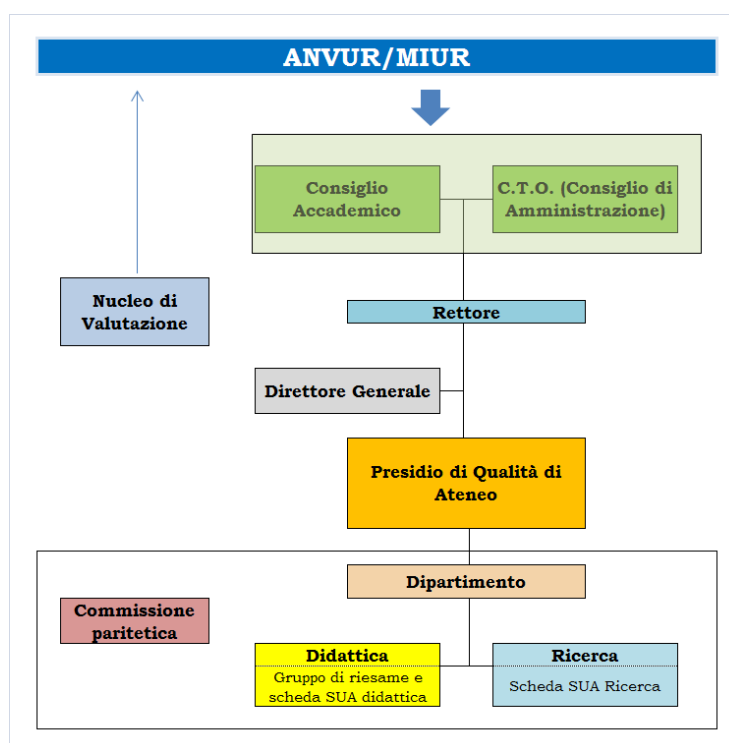 ANVUR/MIUR
Consiglio
Accademico
C.T.O. (Consiglio di
Amministrazione)
Nucleo di
Valutazione
Rettore
Direttore Generale
Presidio di Qualità di
Ateneo
Dipartimento
Commissione
paritetica
Didattica
Gruppo di riesame e
scheda SUA didattica
Ricerca
Scheda SUA Ricerca